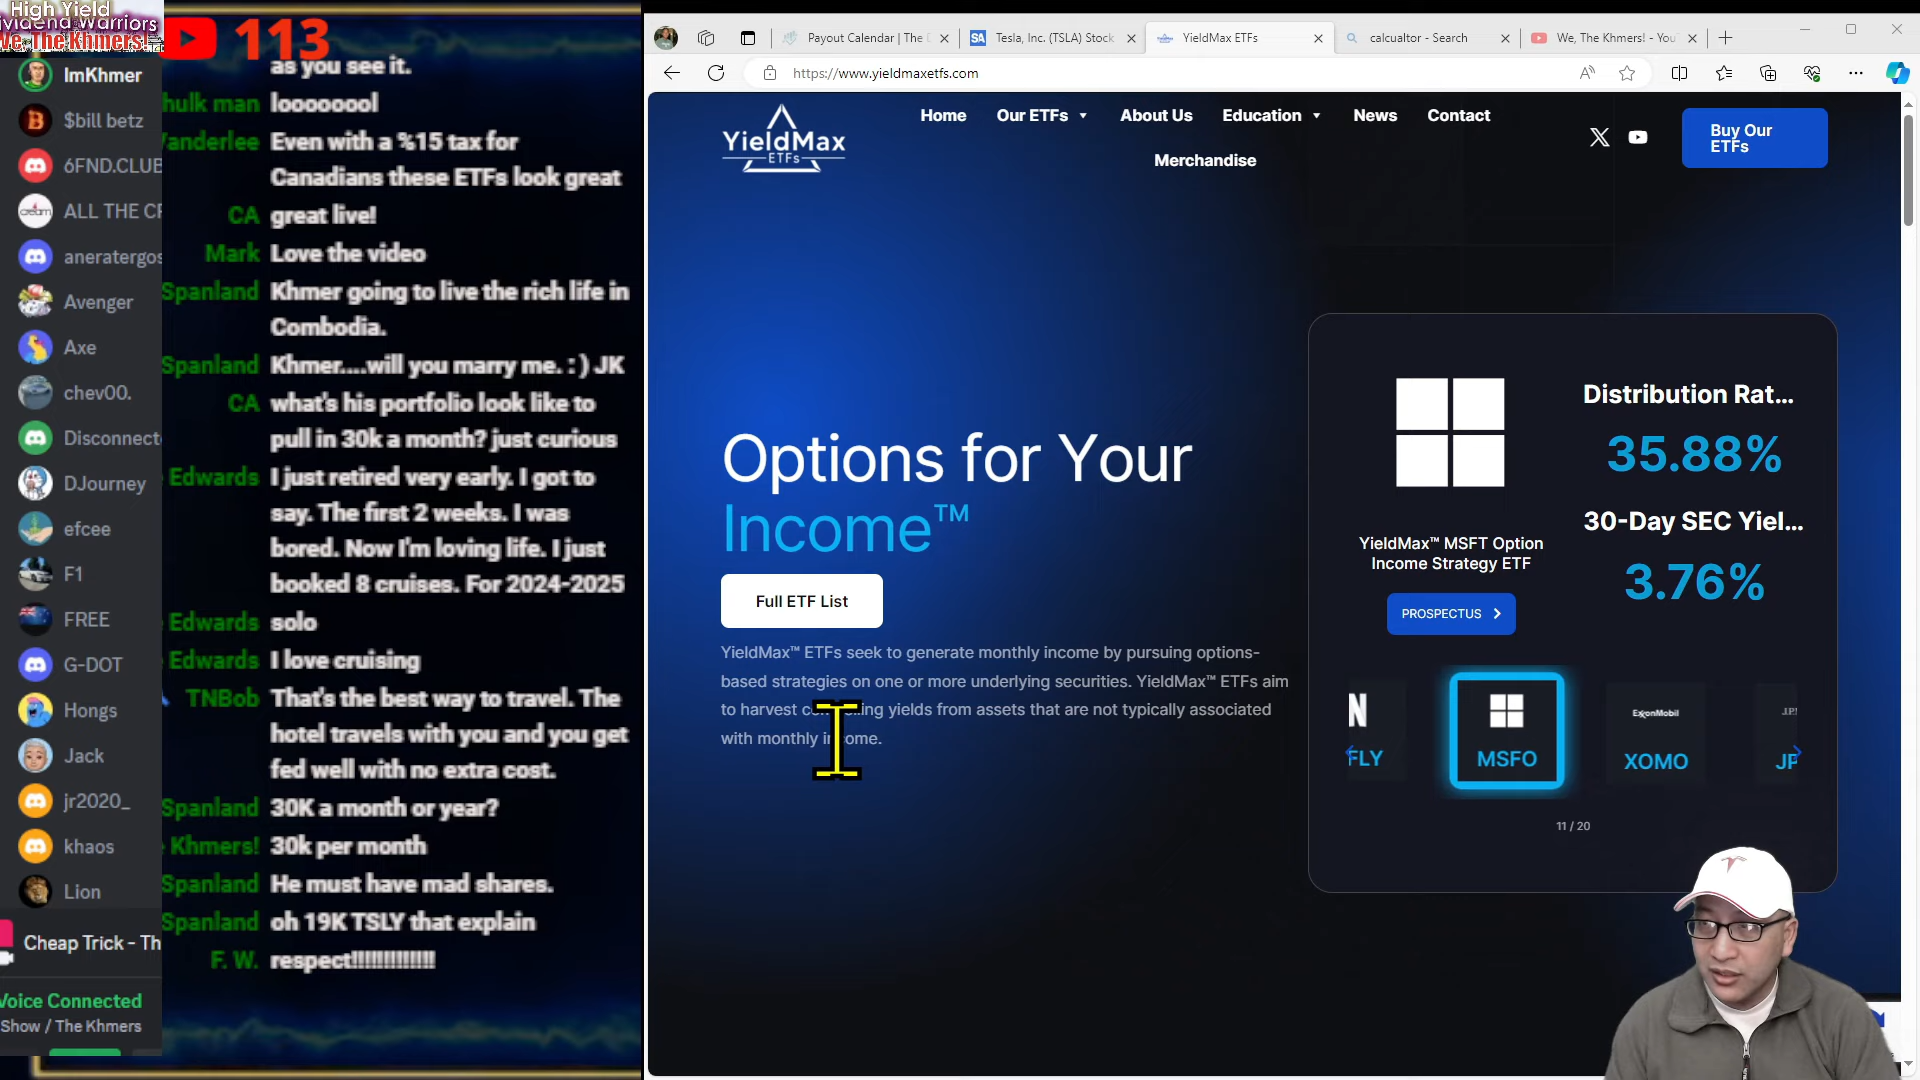 High Yield
ividend Warriors
We, The Khmers!
113
ImKhmer
$bill betz
6FND.CLUB
ALL THE CR
aneratergos
Avenger
Axe
chev00.
Disconnect
DJourney
efcee
F1
FREE
G-DOT
Hongs
Jack
jr2020_
khaos
Lion
Cheap Trick - Th
Voice Connected
Show / The Khmers
as you see it.
hulk man looooooool
Vanderlee Even with a %15 tax for
Canadians these ETFs look great
CA great live!
Mark Love the video
Spanland Khmer going to live the rich life in
Combodia.
Spanland Khmer....will you marry me. : ) JK
CA what's his portfolio look like to
pull in 30k a month? just curious
Edwards I just retired very early. I got to
say. The first 2 weeks. I was
bored. Now I'm loving life. I just
booked 8 cruises. For 2024-2025
Edwards solo
Edwards I love cruising
TNBob That's the best way to travel. The
hotel travels with you and you get
fed well with no extra cost.
Spanland 30K a month or year?
Khmers! 30k per month
Spanland He must have mad shares.
Spanland oh 19K TSLY that explain
F. W. respect!!!!!!!!!!!!!!
Payout Calendar | The
SA Tesla, Inc. (TSLA) Stock
YieldMax ETFs
calcualtor - Search
We, The Khmers! - You
https://www.yieldmaxetfs.com
YieldMax
ETFs
Home Our ETFs About Us Education News Contact
Merchandise
Buy Our
ETFs
Options for Your
Income™
Full ETF List
YieldMax™ ETFs seek to generate monthly income by pursuing options-
based strategies on one or more underlying securities. YieldMax™ ETFs aim
to harvest yields from assets that are not typically associated
with monthly income.
Distribution Rat...
35.88%
30-Day SEC Yiel...
3.76%
YieldMax™ MSFT Option
Income Strategy ETF
PROSPECTUS
N
FLY
MSFO
ExxonMobil
XOMO
J.P.
JP
11 / 20